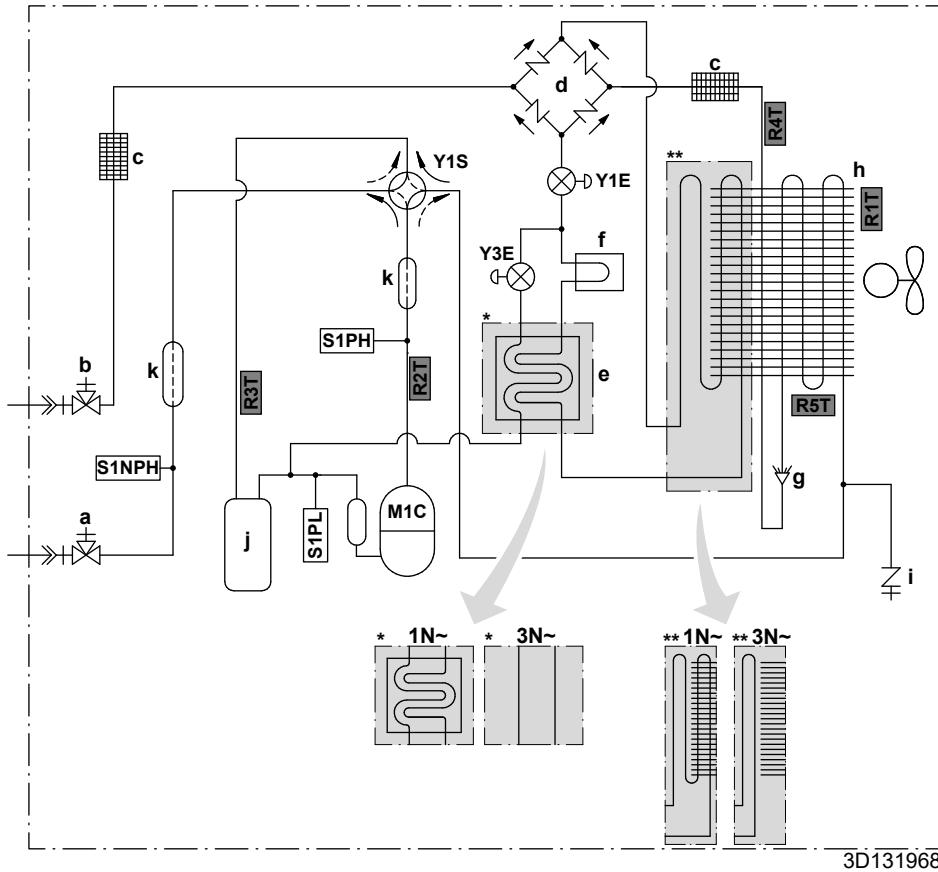 c
d
c
R4T
Y1S
**
h
R1T
Y1E
f
Y3E
k
*
S1PH
e
b
k
R3T
R2T
R5T
S1NPH
g
M1C
a
j
S1PL
i
* 1N~ * 3N~
** 1N~ ** 3N~
3D131968